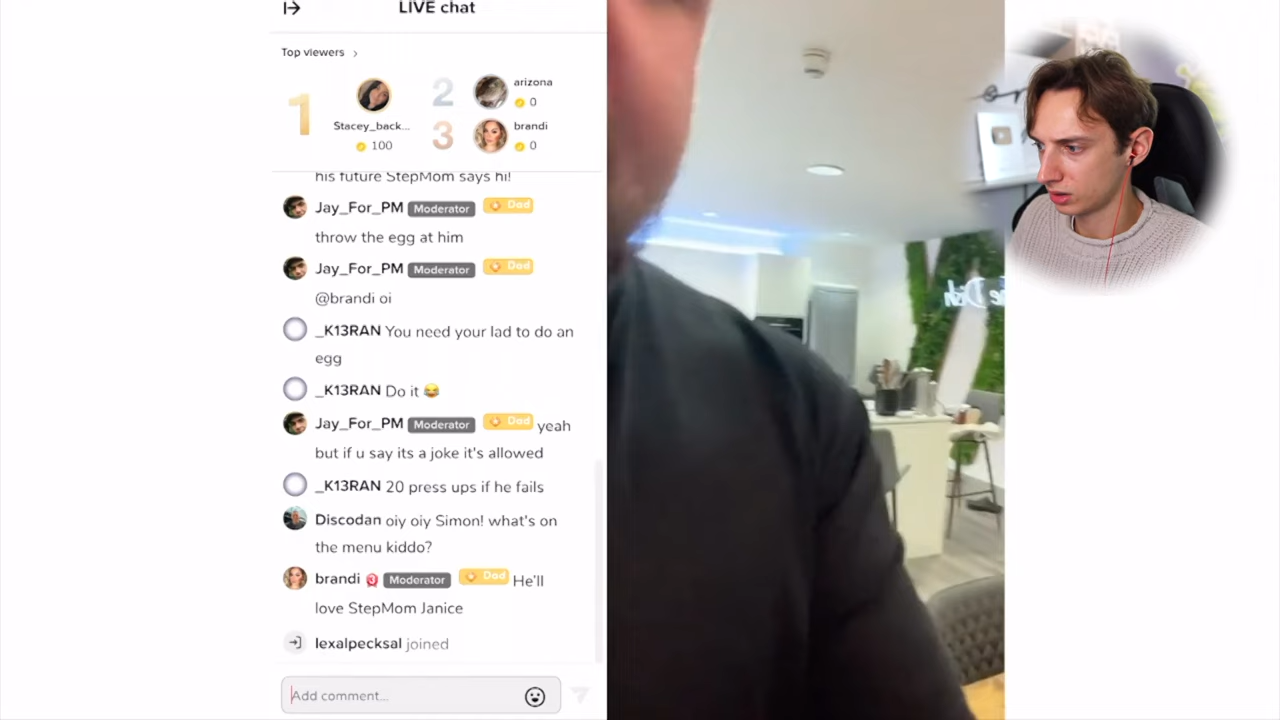 LIVE chat
Top viewers >
1
Stacey_back...
100
2
arizona
0
3
brandi
0
his future StepMom says hi!
Jay_For_PM Moderator Dad
throw the egg at him
Jay_For_PM Moderator Dad
@brandi oi
_K13RAN You need your lad to do an
egg
_K13RAN Do it 😂
Jay_For_PM Moderator Dad yeah
but if u say its a joke it's allowed
_K13RAN 20 press ups if he fails
Discodan oiy oiy Simon! what's on
the menu kiddo?
brandi 3 Moderator Dad He'll
love StepMom Janice
lexalpecksal joined
Add comment...